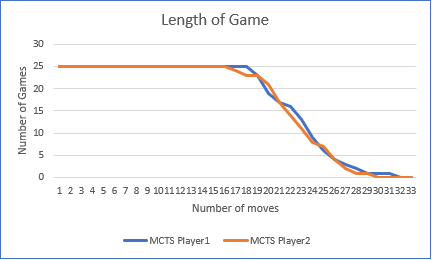 Length of Game
30
25
20
15
10
5
0
Number of Games
1 2 3 4 5 6 7 8 9 10 11 12 13 14 15 16 17 18 19 20 21 22 23 24 25 26 27 28 29 30 31 32 33
Number of moves
MCTS Player1 MCTS Player2